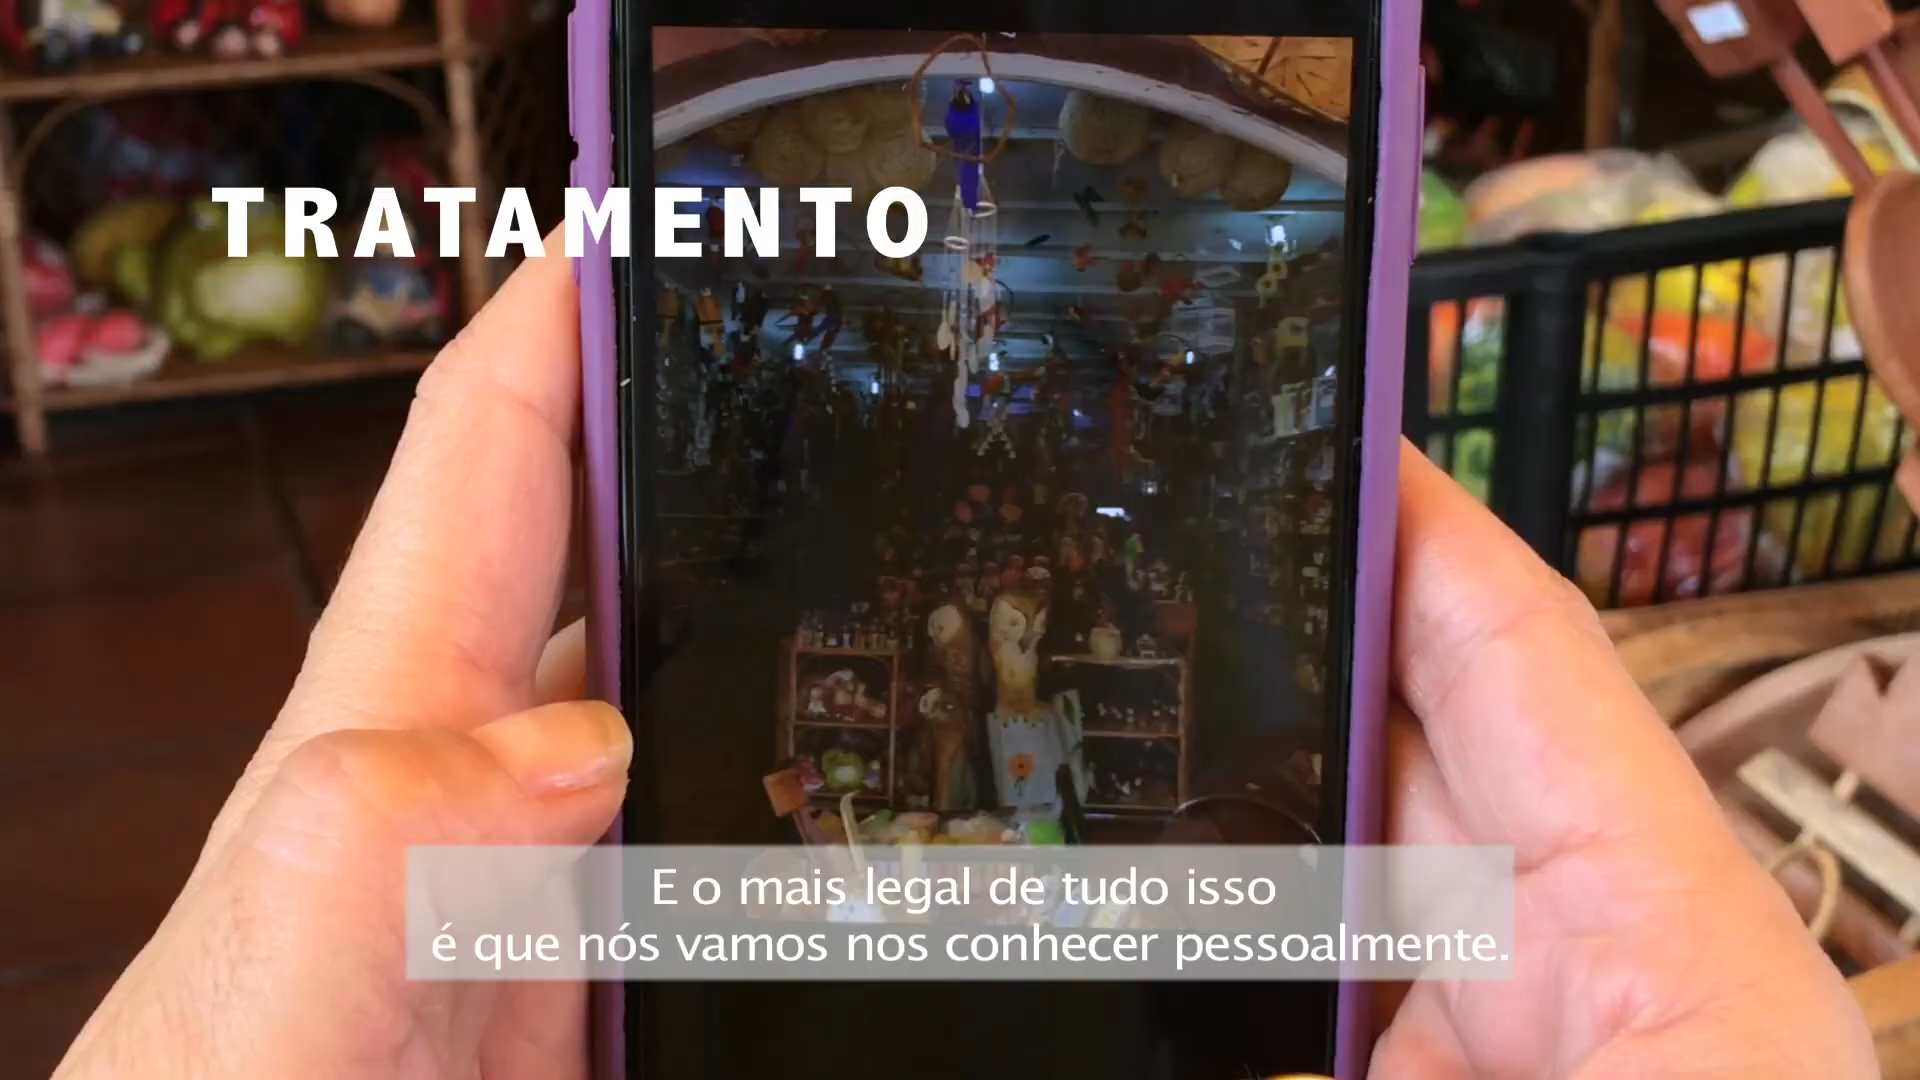 TRATAMENTO
E o mais legal de tudo isso
é que nós vamos nos conhecer pessoalmente.